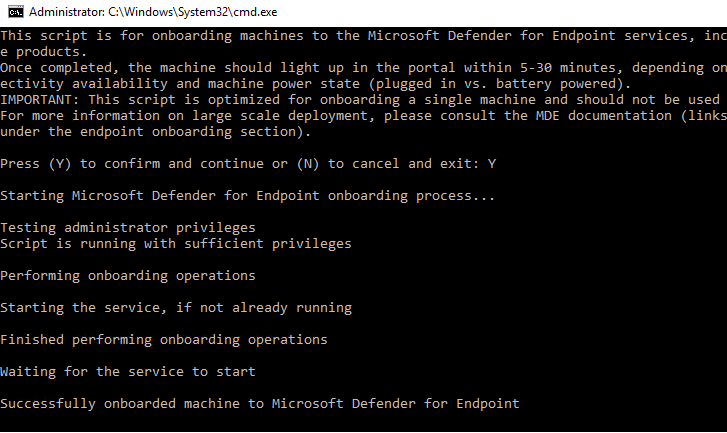 Administrator: C:\Windows\System32\cmd.exe
This script is for onboarding machines to the Microsoft Defender for Endpoint services, inc
e products.
Once completed, the machine should light up in the portal within 5-30 minutes, depending on
ectivity availability and machine power state (plugged in vs. battery powered).
IMPORTANT: This script is optimized for onboarding a single machine and should not be used
For more information on large scale deployment, please consult the MDE documentation (links
under the endpoint onboarding section).
Press (Y) to confirm and continue or (N) to cancel and exit: Y
Starting Microsoft Defender for Endpoint onboarding process...
Testing administrator privileges
Script is running with sufficient privileges
Performing onboarding operations
Starting the service, if not already running
Finished performing onboarding operations
Waiting for the service to start
Successfully onboarded machine to Microsoft Defender for Endpoint